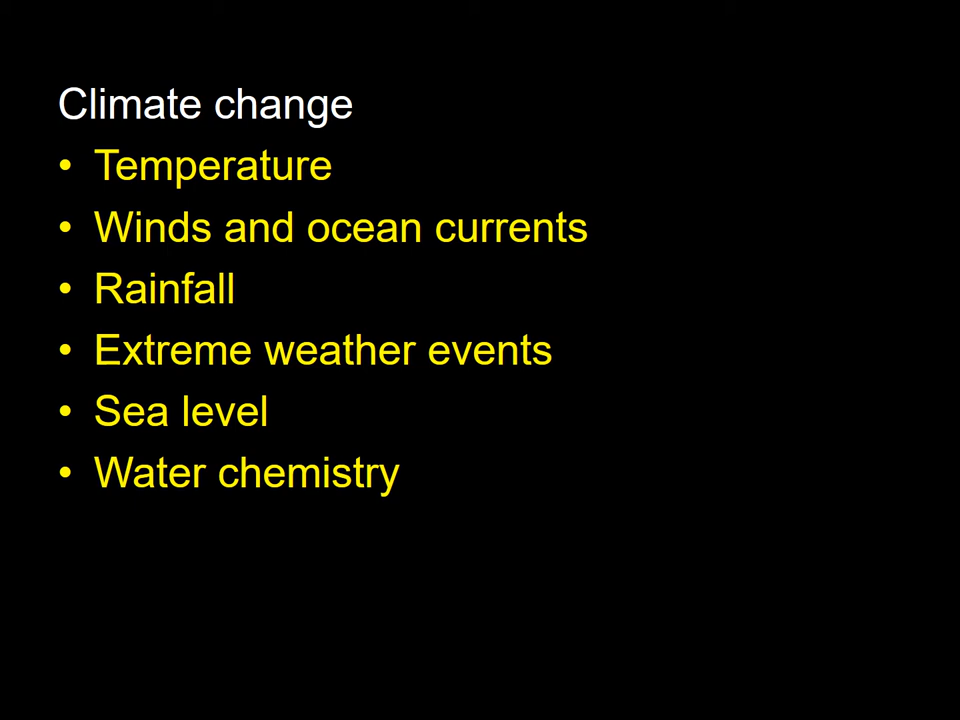 Climate change
• Temperature
• Winds and ocean currents
• Rainfall
• Extreme weather events
• Sea level
• Water chemistry